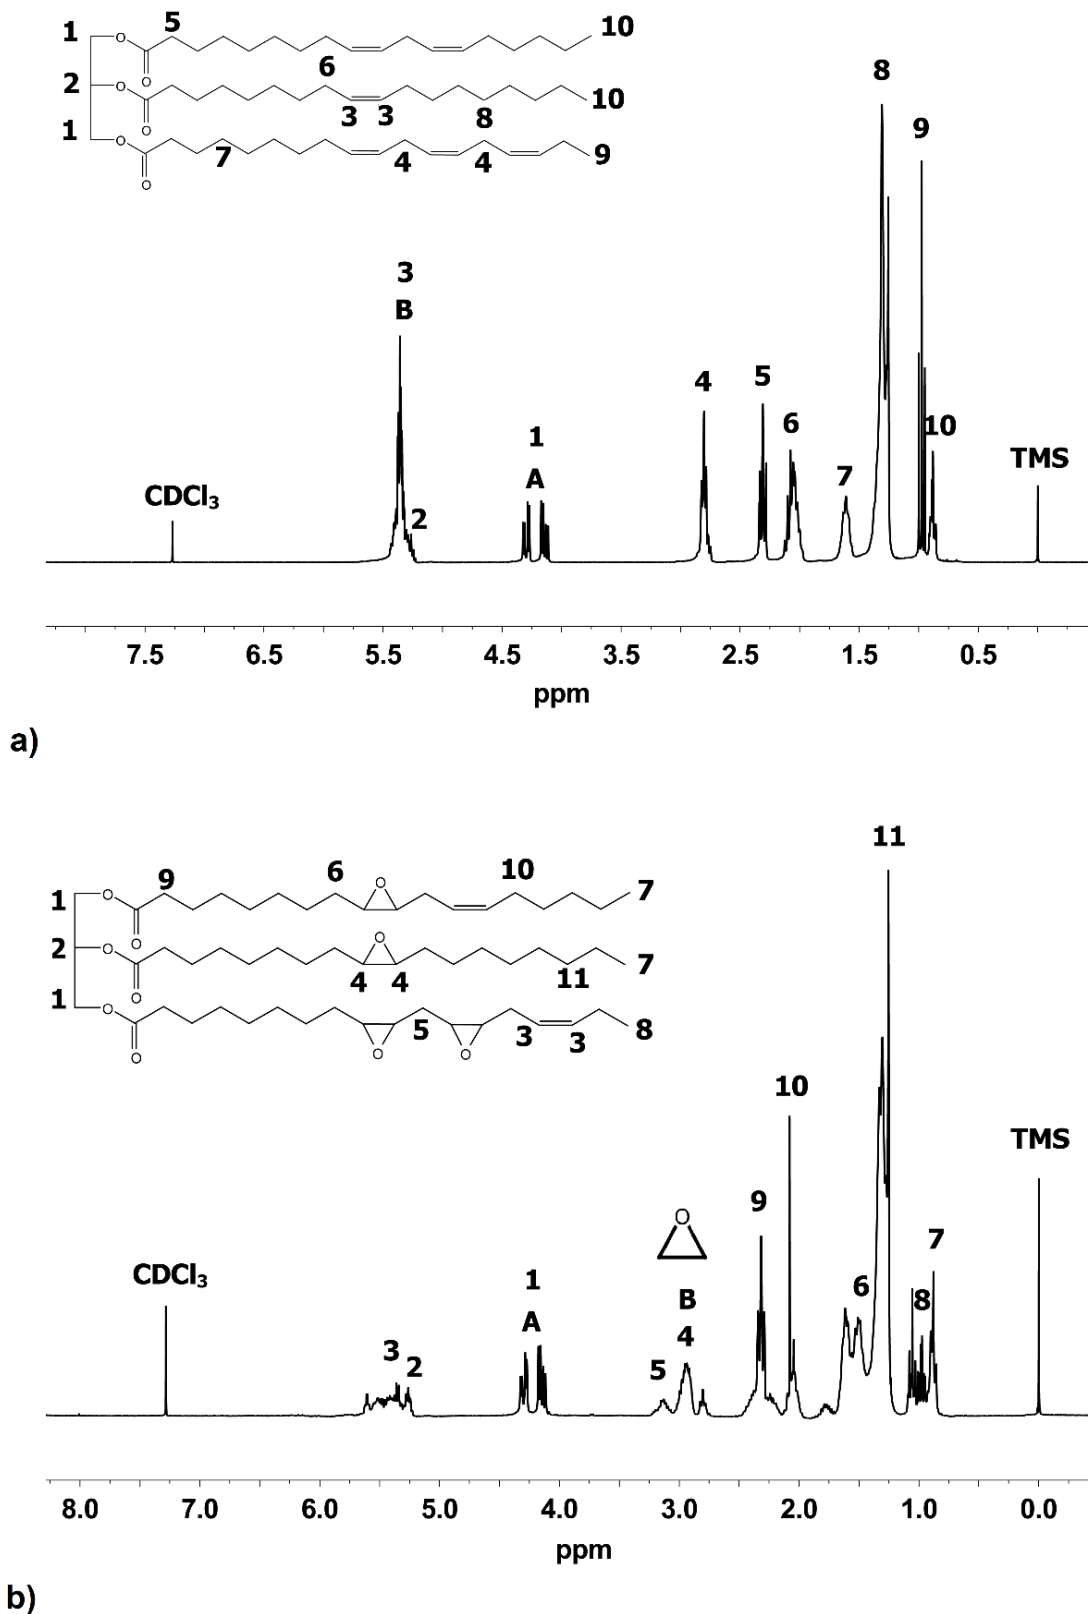 1 O 5 10
O
6
2 O 10
O 3 3 8
1 O
7 4 4 9
O
8
9
3
B
4 5
6
1
A
10
7
TMS
CDCl3
2
7.5 6.5 5.5 4.5 3.5 2.5 1.5 0.5
ppm
a)
11
9 6 O 10
1 O 7
O
2 O O 7
O 4 4 11
1 O
5 3 3 8
O O O
10
TMS
9
O
7
CDCl3
1 B 6 8
A 4
3 2 5
8.0 7.0 6.0 5.0 4.0 3.0 2.0 1.0 0.0
ppm
b)